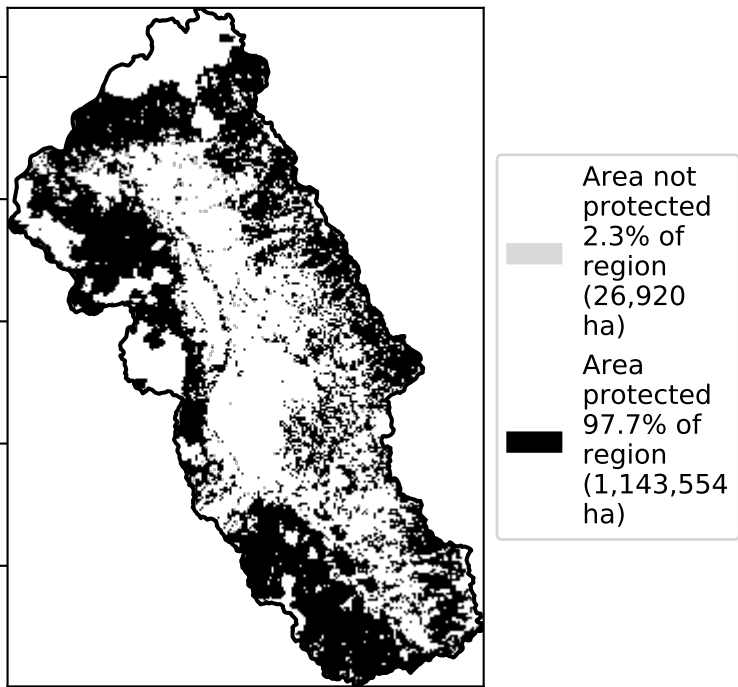 Area not
protected
2.3% of
region
(26,920
ha)
Area
protected
97.7% of
region
(1,143,554
ha)